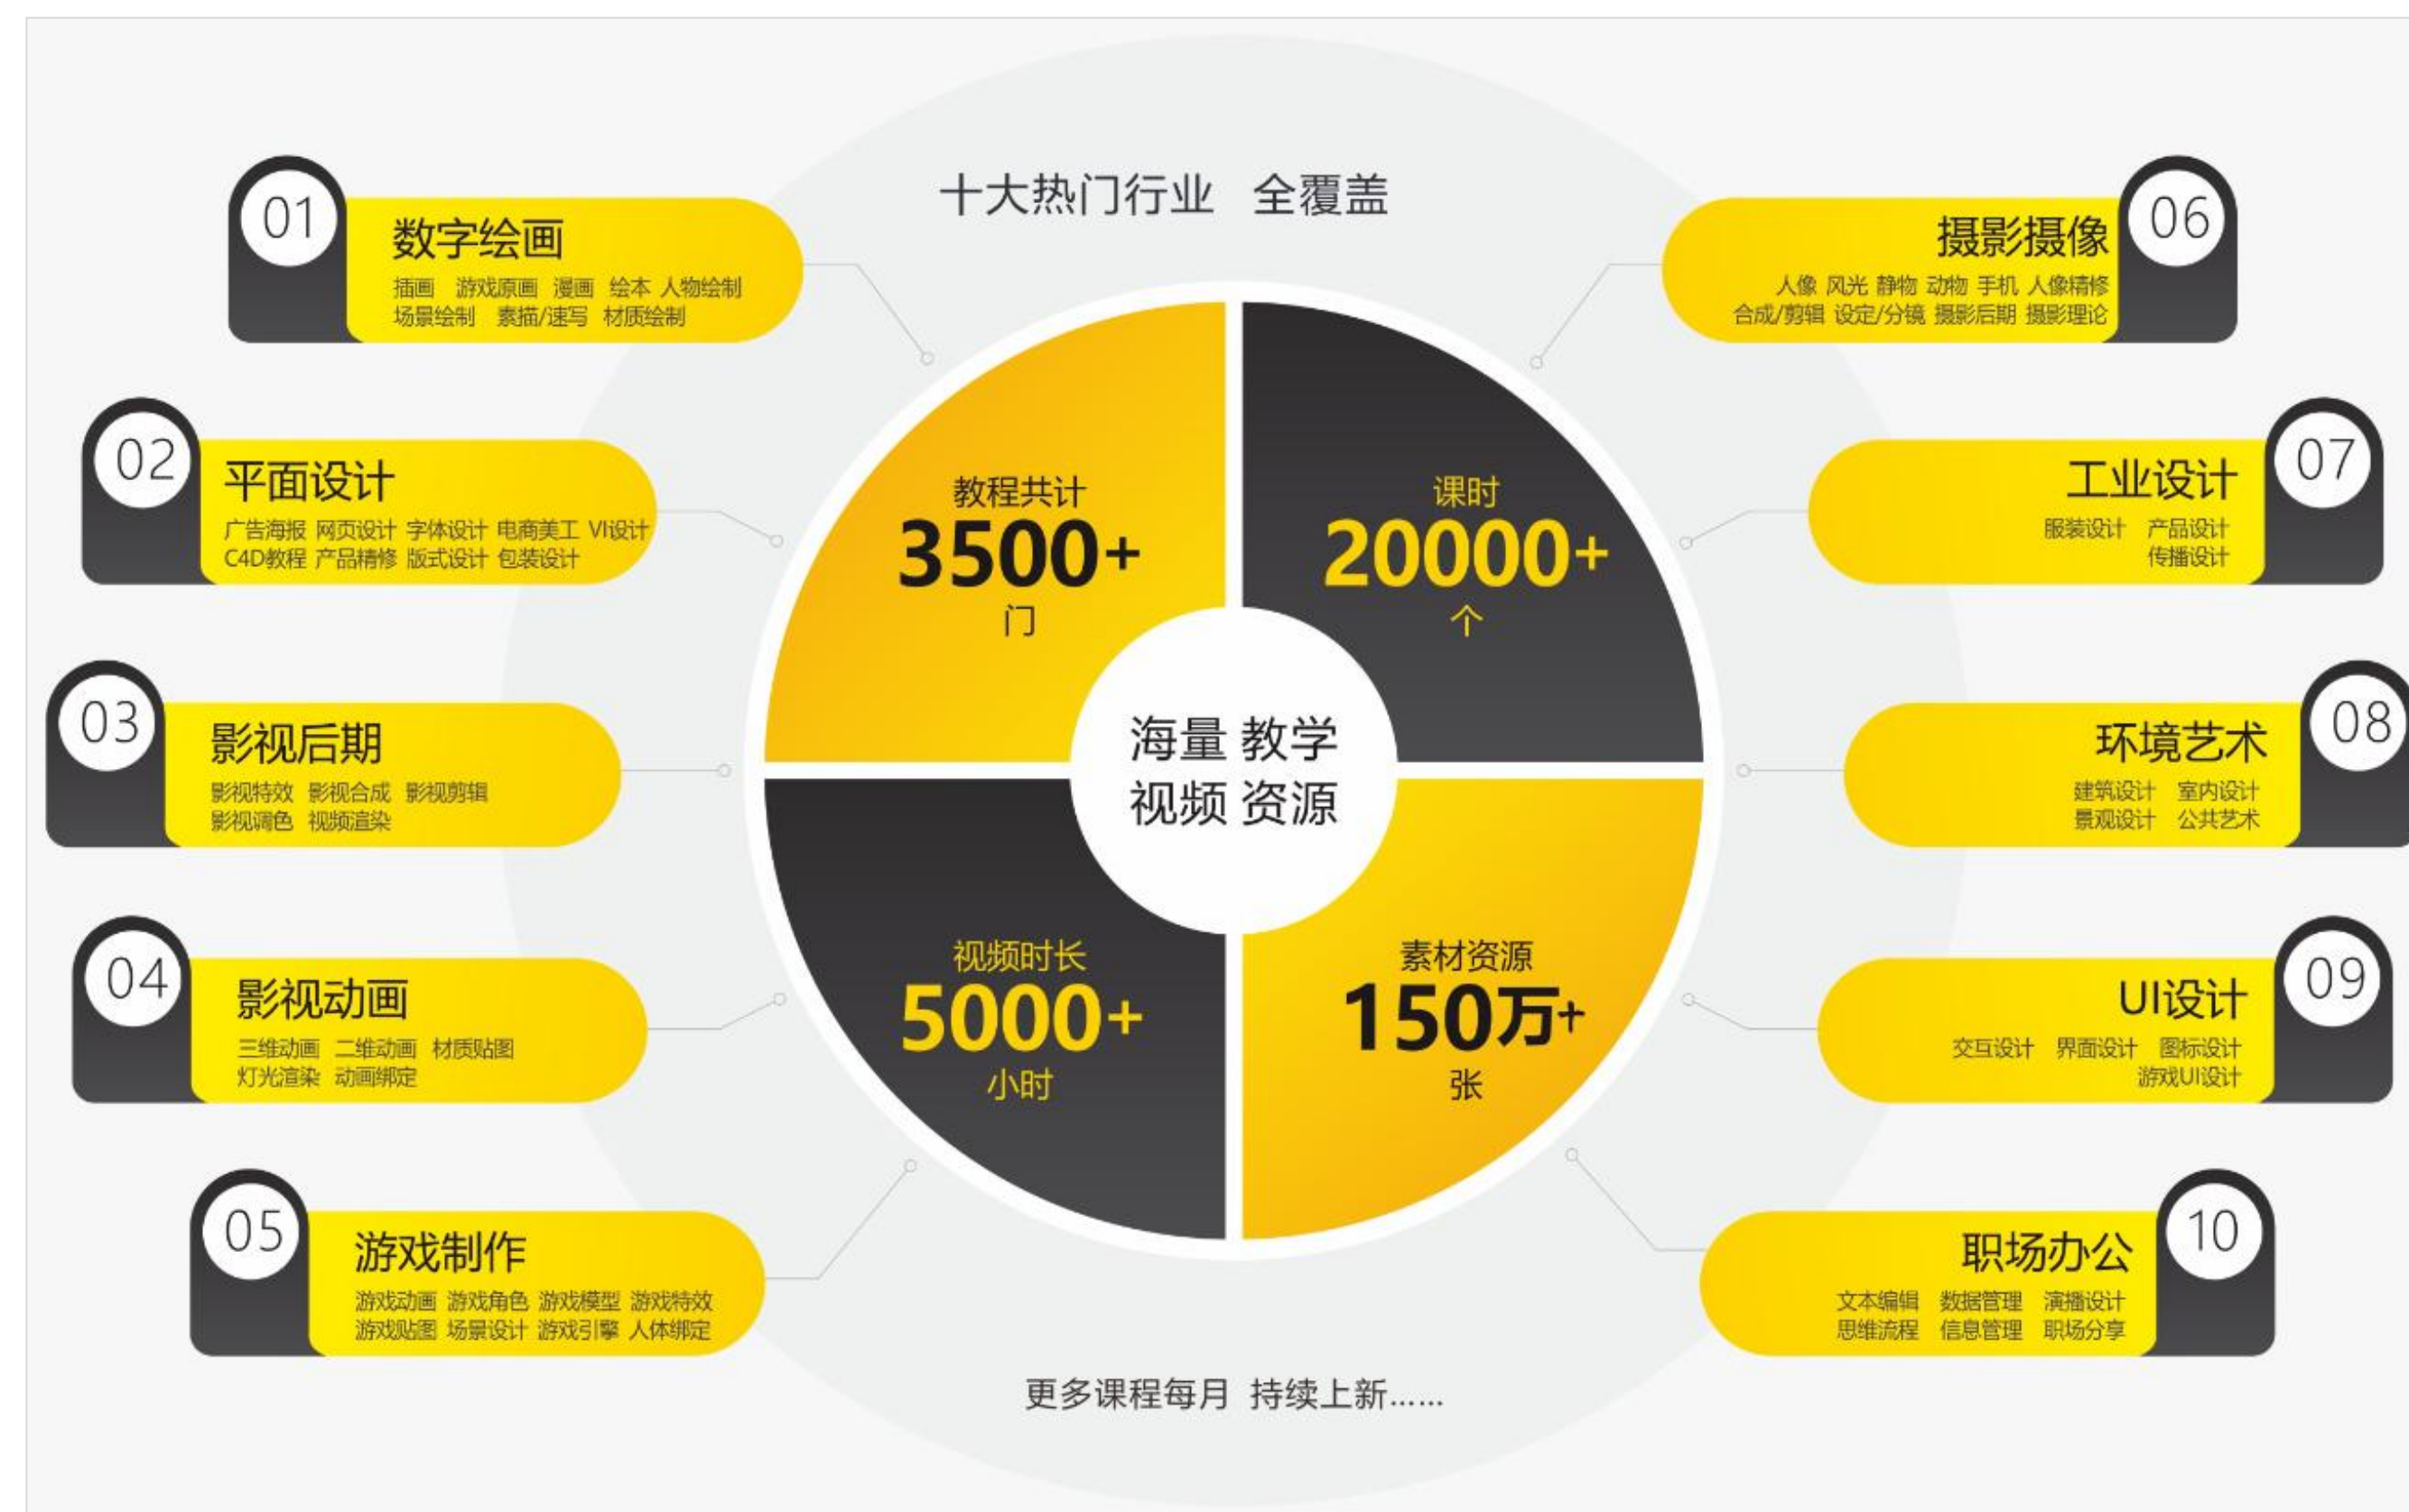 十大热门行业 全覆盖
01
数字绘画
插画 游戏原画 漫画 绘本 人物绘制
场景绘制 素描/速写 材质绘制
02
平面设计
广告海报 网页设计 字体设计 电商美工 VI设计
C4D教程 产品精修 版式设计 包装设计
03
影视后期
影视特效 影视合成 影视剪辑
影视调色 视频渲染
04
影视动画
三维动画 二维动画 材质贴图
灯光渲染 动画绑定
05
游戏制作
游戏动画 游戏角色 游戏模型 游戏特效
游戏贴图 场景设计 游戏引擎 人体绑定
教程共计
3500+
门
课时
20000+
个
海量 教学
视频 资源
视频时长
5000+
小时
素材资源
150万+
张
06
摄影摄像
人像 风光 静物 动物 手机 人像精修
合成/剪辑 设定/分镜 摄影后期 摄影理论
07
工业设计
服装设计 产品设计
传播设计
08
环境艺术
建筑设计 室内设计
景观设计 公共艺术
09
UI设计
交互设计 界面设计 图标设计
游戏UI设计
10
职场办公
文本编辑 数据管理 演播设计
思维流程 信息管理 职场分享
更多课程每月 持续上新......